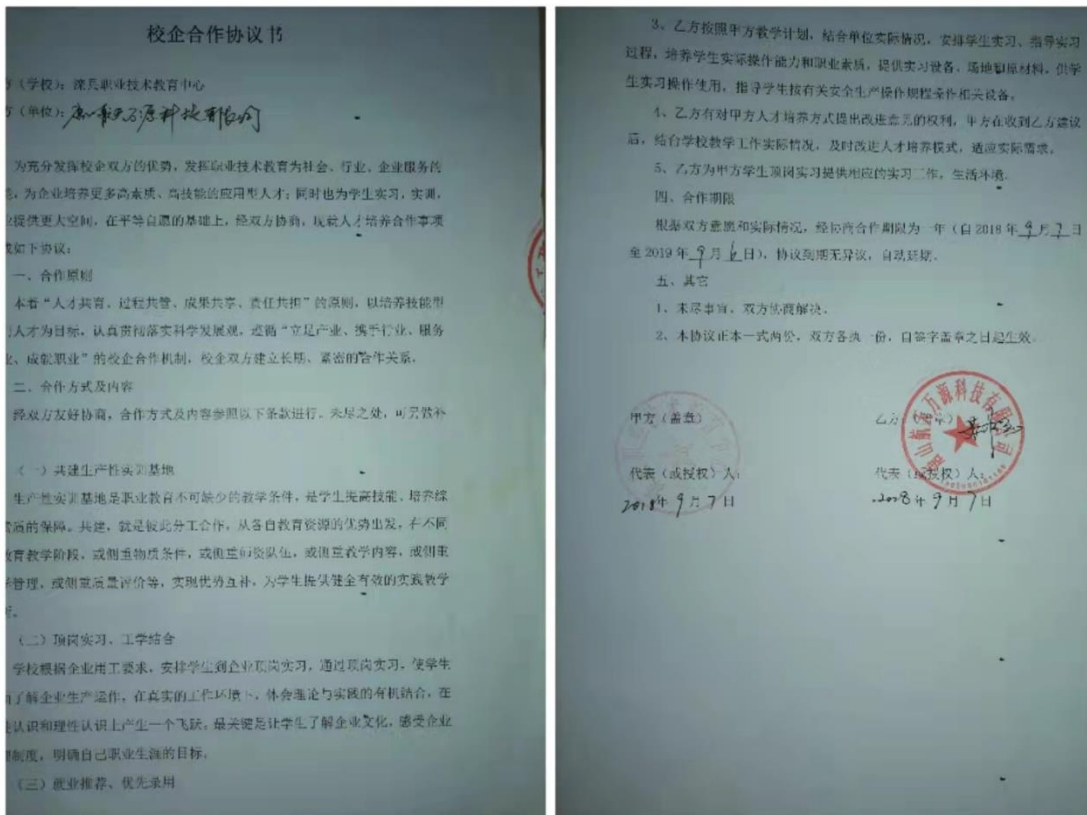 校企合作协议书
方（学校）：滦县职业技术教育中心
方（单位）：
为充分发挥校企双方的优势，发挥职业技术教育为社会、行业、企业服务的
，为企业培养更多高素质、高技能的应用型人才；同时也为学生实习、实训、
提供更大空间，在平等自愿的基础上，经双方协商，现就人才培养合作事项
如下协议：
一、合作原则
本着“人才共育、过程共管、成果共享、责任共担”的原则，以培养技能型
人才为目标，认真贯彻落实科学发展观，遵循“立足产业、携手行业、服务
、成就职业”的校企合作机制，校企双方建立长期、紧密的合作关系。
二、合作方式及内容
经双方友好协商，合作方式及内容参照以下条款进行。未尽之处，可另做补
（一）共建生产性实训基地
生产性实训基地是职业教育不可缺少的教学条件，是学生提高技能、培养综
质的保障。共建，就是彼此分工合作，从各自教育资源的优势出发，在不同
教育教学阶段，或侧重物质条件，或侧重师资队伍，或侧重教学内容，或侧重
管理，或侧重质量评价等，实现优势互补，为学生提供健全有效的实践教学
（二）顶岗实习、工学结合
学校根据企业用工要求，安排学生到企业顶岗实习，通过顶岗实习，使学生
了解企业生产运作，在真实的工作环境下，体会理论与实践的有机结合，在
认识和理性认识上产生一个飞跃，最关键是让学生了解企业文化，感受企业
制度，明确自己职业生涯的目标。
（三）就业推荐、优先录用
3、乙方按照甲方教学计划，结合单位实际情况，安排学生实习、指导实习
过程，培养学生实际操作能力和职业素质，提供实习设备、场地和原材料，供学
生实习操作使用，指导学生按有关安全生产操作规程操作相关设备。
4、乙方有对甲方人才培养方式提出改进意见的权利，甲方在收到乙方建议
后，结合学校教学工作实际情况，及时改进人才培养模式，适应实际需求。
5、乙方为甲方学生顶岗实习提供相应的实习工作，生活环境。
四、合作期限
根据双方意愿和实际情况，经协商合作期限为一年（自2018年9月7日
至2019年9月6日），协议到期无异议，自动延期。
五、其它
1、未尽事宜，双方协商解决。
2、本协议正本一式两份，双方各执一份，自签字盖章之日起生效。
甲方（盖章）
乙方（盖章）
唐山航天万源科技有限公司
代表（或授权）人：
代表（或授权）人：
2018年9月7日
2018年9月7日